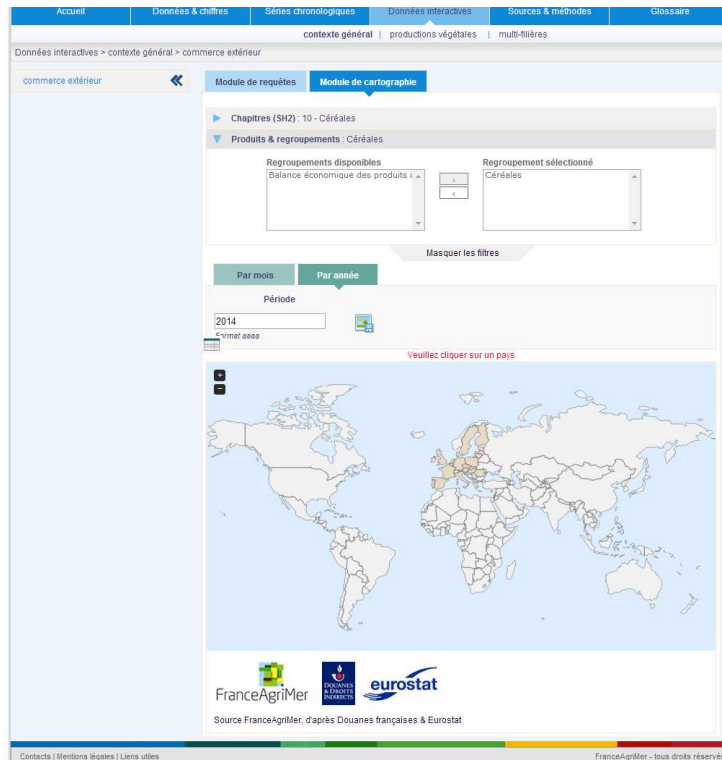 Accueil Données & chiffres Séries chronologiques Données interactives Sources & méthodes Glossaire
contexte général | productions végétales | multi-filières
Données interactives > contexte général > commerce extérieur
commerce extérieur
Module de requêtes Module de cartographie
Chapitres (SH2) : 10 - Céréales
Produits & regroupements : Céréales
Regroupements disponibles Regroupement sélectionné
Balance économique des produits Céréales
Masquer les filtres
Par mois Par année
Période
2014
Format aaaa
Veuillez cliquer sur un pays
+
-
FranceAgriMer
DOUANES
& DROITS
INDIRECTS
eurostat
Source FranceAgriMer, d'après Douanes françaises & Eurostat
Contacts | Mentions légales | Liens utiles FranceAgriMer - tous droits réservés